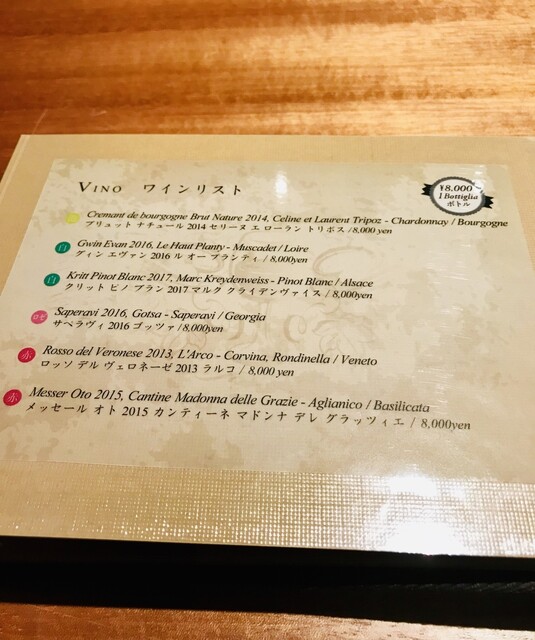 VINO ワインリスト
¥8.000~
1 Bottiglia
ボトル
Cremant de bourgogne Brut Nature 2014, Celine et Laurent Tripoz - Chardonnay / Bourgogne
ブリュット ナチュール 2014 セリーヌ エ ローラン トリポス / 8,000 yen
白 Gwin Evan 2016, Le Haut Planty - Muscadet / Loire
グィン エヴァン 2016 ル オー プランティ / 8,000yen
白 Kritt Pinot Blanc 2017, Marc Kreydenweiss - Pinot Blanc / Alsace
クリット ピノ ブラン 2017 マルク クライデンヴァイス / 8,000yen
ロゼ Saperavi 2016, Gotsa - Saperavi / Georgia
サペラヴィ 2016 ゴッツァ / 8,000yen
赤 Rosso del Veronese 2013, L'Arco - Corvina, Rondinella / Veneto
ロッソ デル ヴェロネーゼ 2013 ラルコ / 8,000 yen
赤 Messer Oto 2015, Cantine Madonna delle Grazie - Aglianico / Basilicata
メッセール オト 2015 カンティーネ マドンナ デレ グラッツィエ / 8,000yen